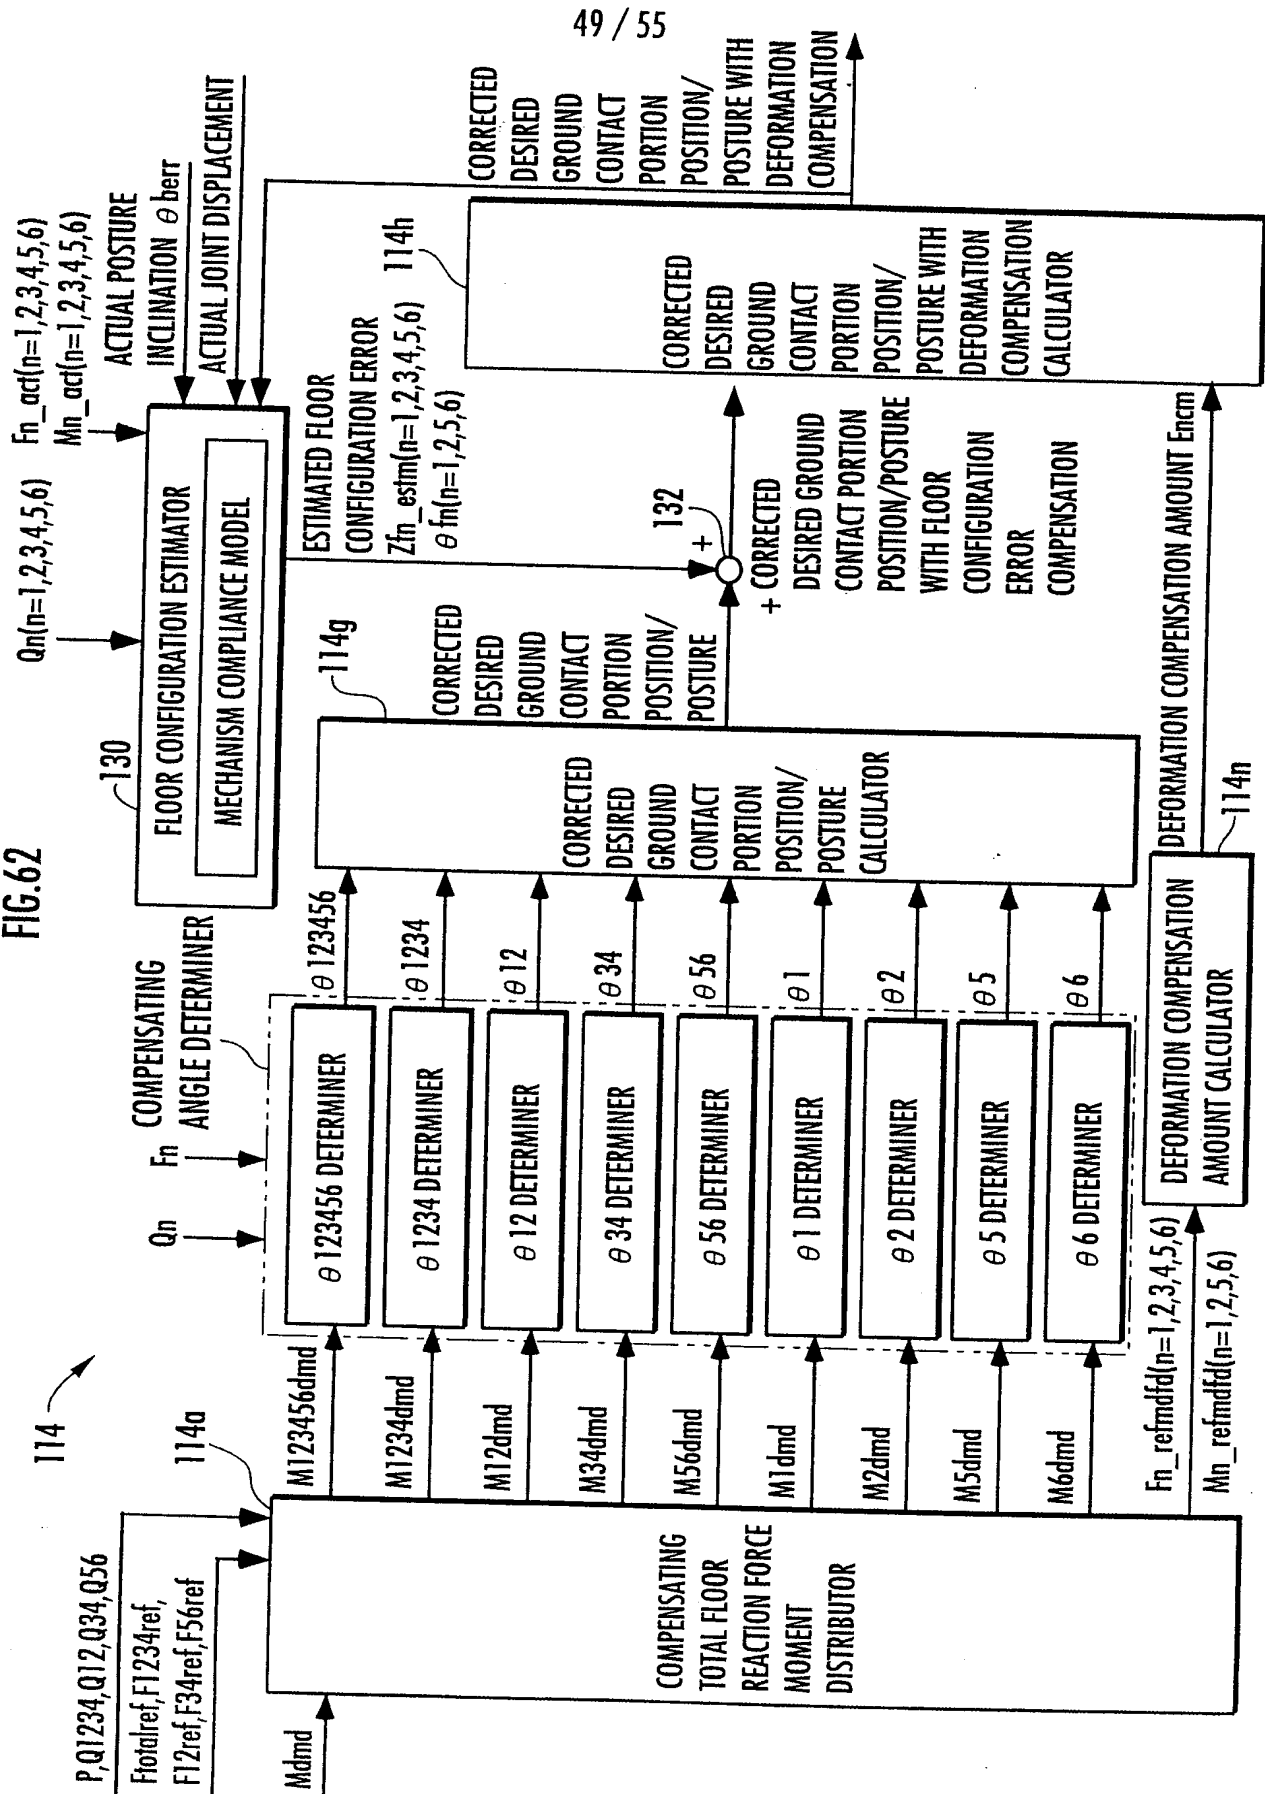 49 / 55
FIG.62
114
P,Q1234,Q12,Q34,Q56
Ftotalref,F1234ref,
F12ref,F34ref,F56ref
Mdmd
114a
COMPENSATING
TOTAL FLOOR
REACTION FORCE
MOMENT
DISTRIBUTOR
M123456dmd
M1234dmd
M12dmd
M34dmd
M56dmd
M1dmd
M2dmd
M5dmd
M6dmd
Fn_refmdfd(n=1,2,3,4,5,6)
Mn_refmdfd(n=1,2,5,6)
Qn
Fn
COMPENSATING
ANGLE DETERMINER
θ 123456 DETERMINER
θ 1234 DETERMINER
θ 12 DETERMINER
θ 34 DETERMINER
θ 56 DETERMINER
θ 1 DETERMINER
θ 2 DETERMINER
θ 5 DETERMINER
θ 6 DETERMINER
θ 123456
θ 1234
θ 12
θ 34
θ 56
θ 1
θ 2
θ 5
θ 6
DEFORMATION COMPENSATION
AMOUNT CALCULATOR
114n
DEFORMATION COMPENSATION AMOUNT Encm
CORRECTED
DESIRED
GROUND
CONTACT
PORTION
POSITION/
POSTURE
CALCULATOR
114g
CORRECTED
DESIRED
GROUND
CONTACT
PORTION
POSITION/
POSTURE
130
FLOOR CONFIGURATION ESTIMATOR
MECHANISM COMPLIANCE MODEL
Qn(n=1,2,3,4,5,6)
Fn_act(n=1,2,3,4,5,6)
Mn_act(n=1,2,3,4,5,6)
ACTUAL POSTURE
INCLINATION θ berr
ACTUAL JOINT DISPLACEMENT
ESTIMATED FLOOR
CONFIGURATION ERROR
Zfn_estm(n=1,2,3,4,5,6)
θ fn(n=1,2,5,6)
132
+
+
CORRECTED
DESIRED GROUND
CONTACT PORTION
POSITION/POSTURE
WITH FLOOR
CONFIGURATION
ERROR
COMPENSATION
114h
CORRECTED
DESIRED
GROUND
CONTACT
PORTION
POSITION/
POSTURE WITH
DEFORMATION
COMPENSATION
CALCULATOR
CORRECTED
DESIRED
GROUND
CONTACT
PORTION
POSITION/
POSTURE WITH
DEFORMATION
COMPENSATION